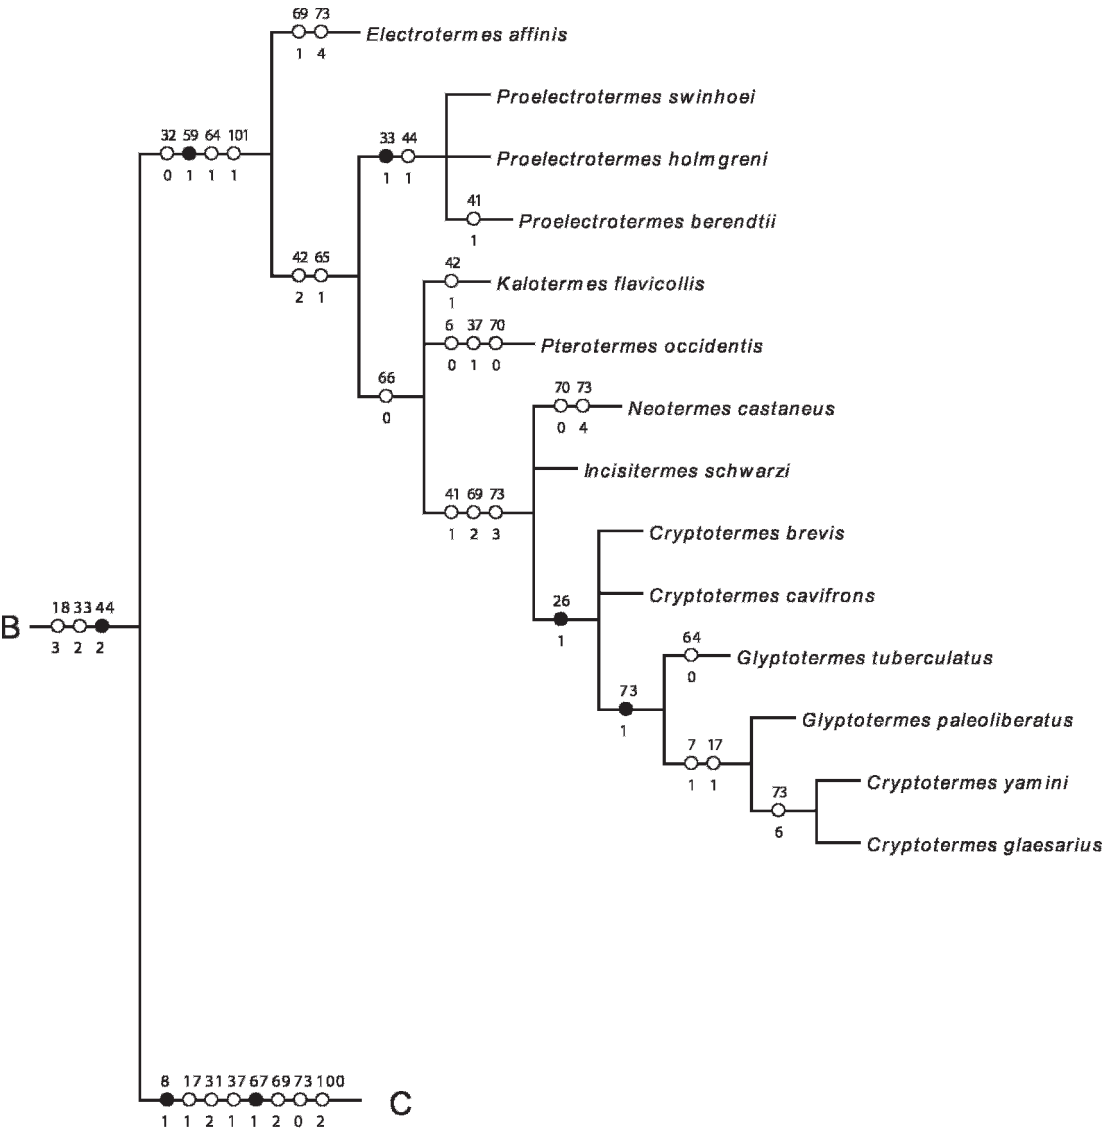 69 73
Electrotermes affinis
1 4
Proelectrotermes swinhoei
32 59 64 101
0 1 1 1
33 44
Proelectrotermes holmgreni
1 1
41
Proelectrotermes berendtii
1
42 65
2 1
42
Kalotermes flavicollis
1
6 37 70
Pterotermes occidentis
0 1 0
66
0
70 73
Neotermes castaneus
0 4
Incisitermes schwarzi
41 69 73
1 2 3
Cryptotermes brevis
Cryptotermes cavifrons
26
1
18 33 44
B
3 2 2
64
Glyptotermes tuberculatus
0
73
1
Glyptotermes paleoliberatus
7 17
1 1
Cryptotermes yamini
73
6
Cryptotermes glaesarius
8 17 31 37 67 69 73 100
C
1 1 2 1 1 2 0 2